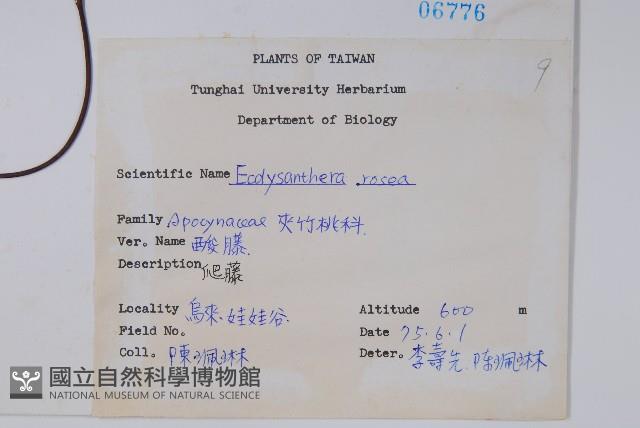 06776
PLANTS OF TAIWAN
9
Tunghai University Herbarium
Department of Biology
Scientific Name Ecdysanthera rosea
Family Apocynaceae 夾竹桃科.
Ver. Name 酸藤.
Description 爬藤
Locality 烏來.娃娃谷. Altitude 600 m
Field No. Date 75.6.1
Coll. 陳珮琳 Deter. 李壽先.陳珮琳
國立自然科學博物館
NATIONAL MUSEUM OF NATURAL SCIENCE